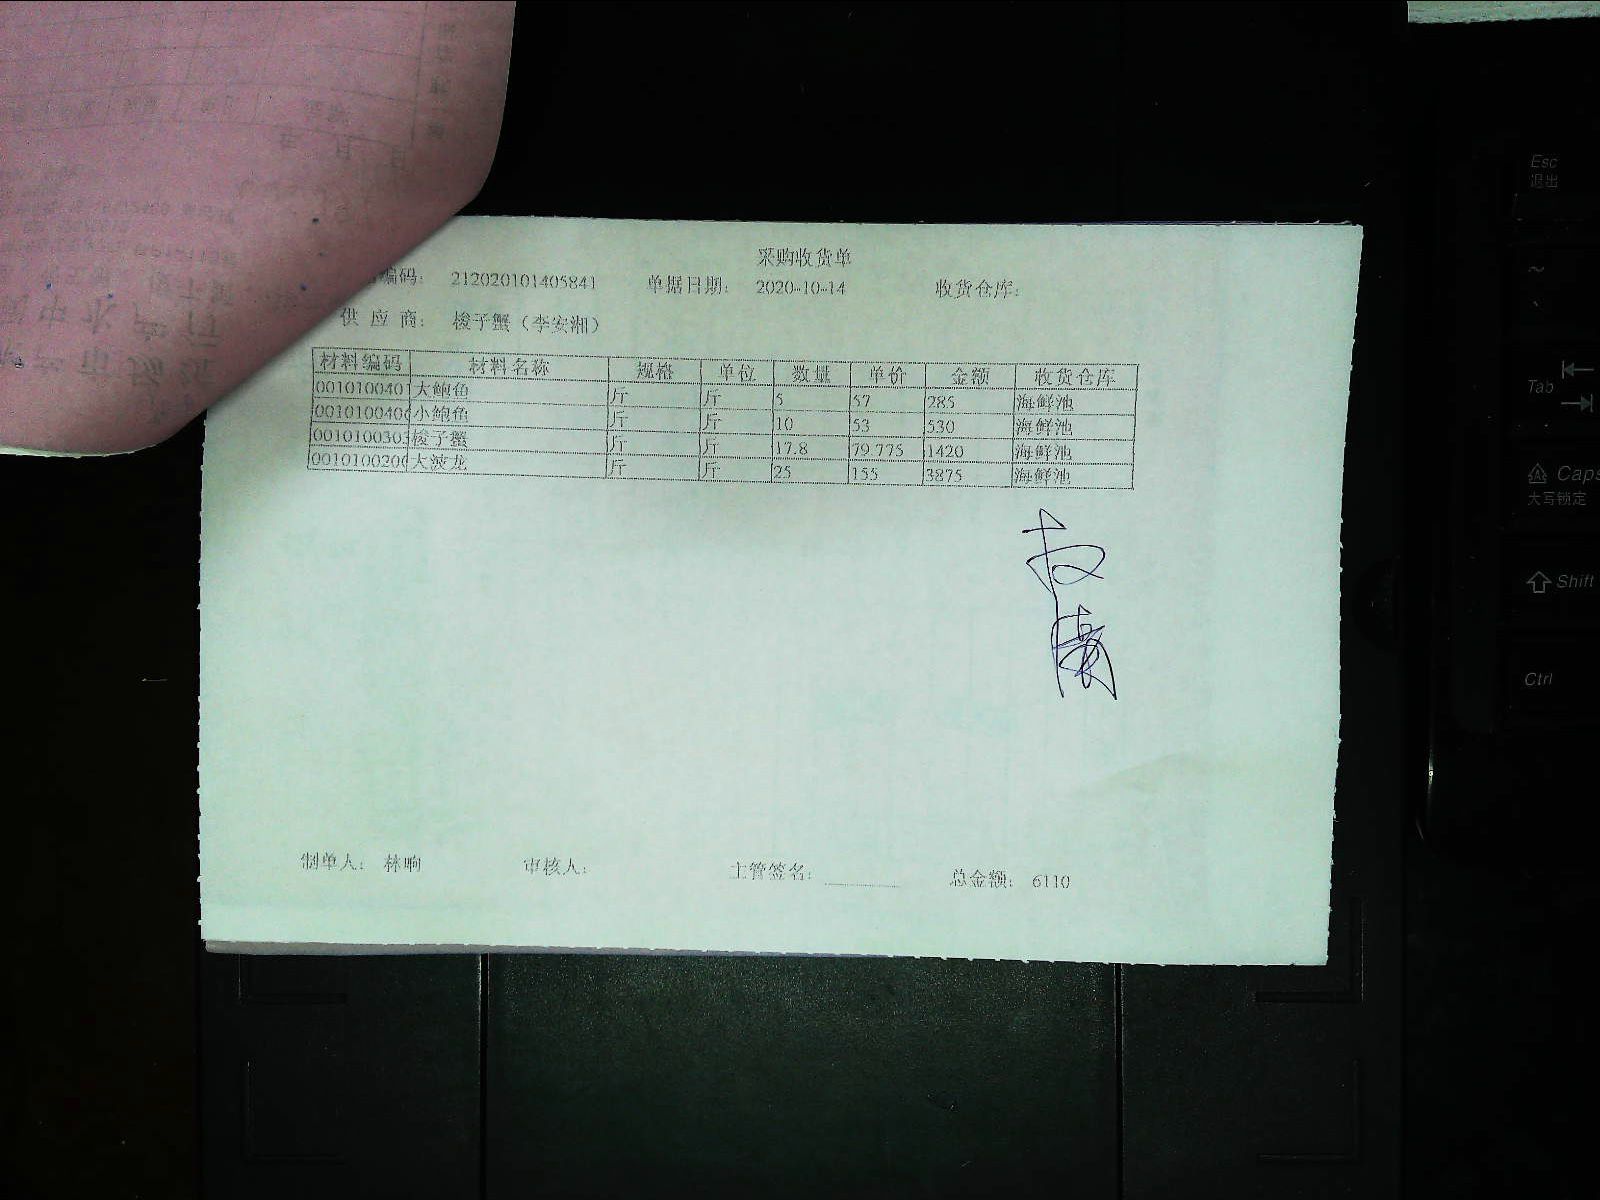 采购收货单
编码: 212020101405841 单据日期: 2020-10-14 收货仓库:
供应商: 梭子蟹（李安湘）
材料编码 材料名称 规格 单位 数量 单价 金额 收货仓库
0010100401 大鲍鱼 斤 斤 5 57 285 海鲜池
001010040 小鲍鱼 斤 斤 10 53 530 海鲜池
001010030 梭子蟹 斤 斤 17.8 79.775 1420 海鲜池
001010020 大波龙 斤 斤 25 155 3875 海鲜池
制单人: 林响 审核人: 主管签名: 总金额: 6110
Esc
退出
~
Tab
Caps
大写锁定
Shift
Ctrl